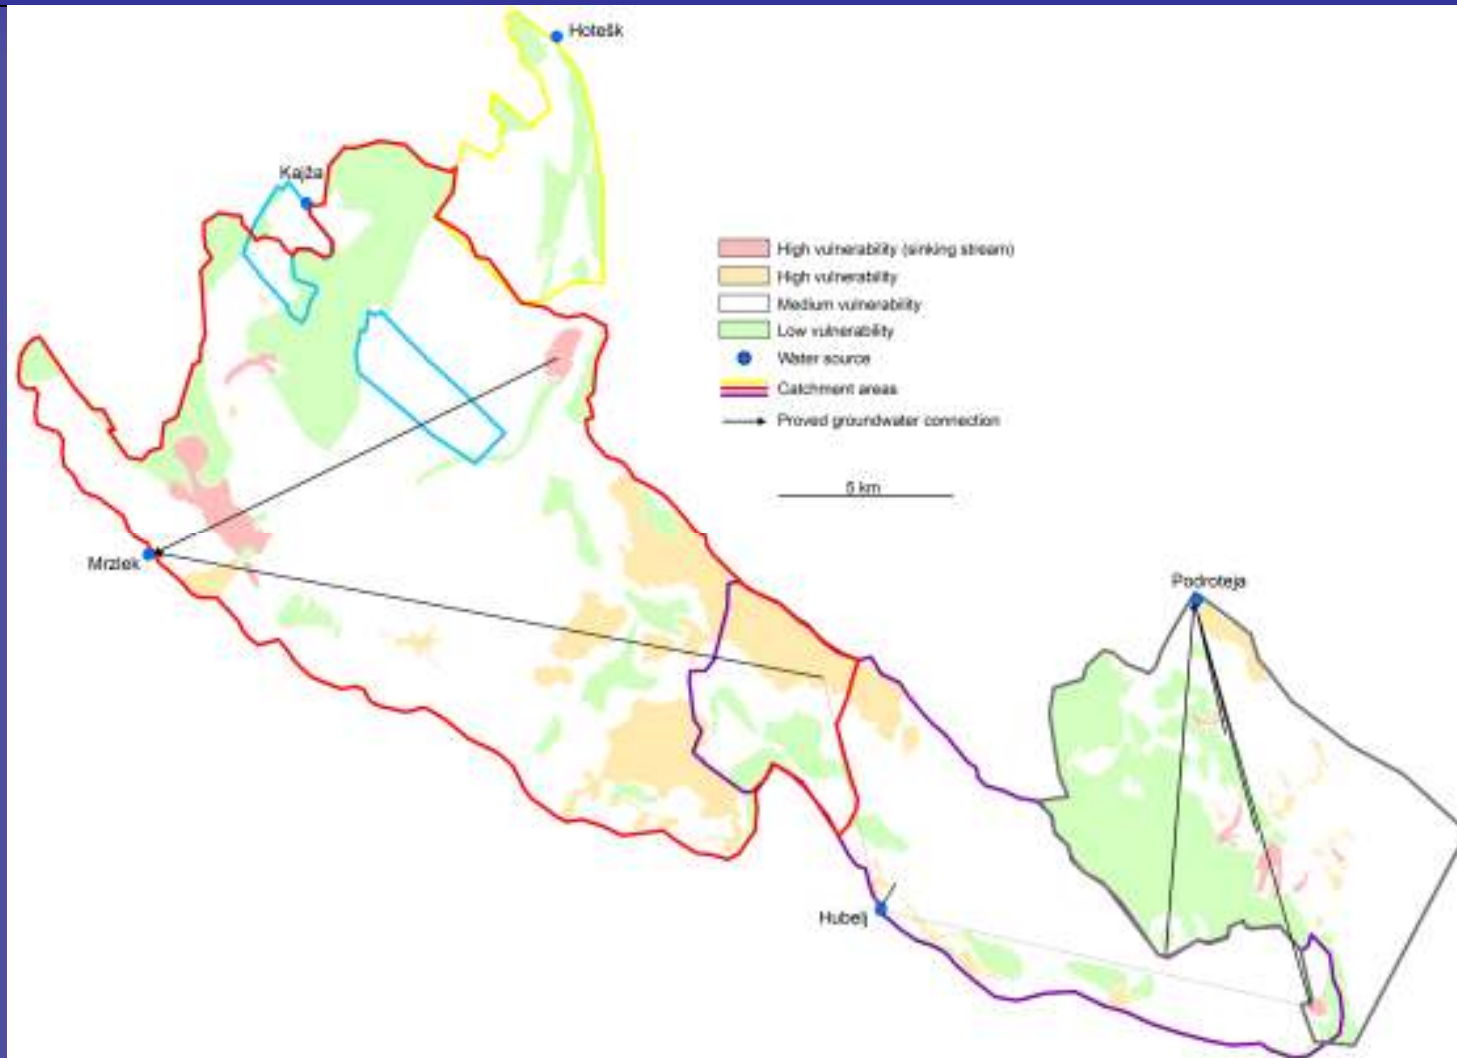 Hotešk
Kajža
High vulnerability (sinking stream)
High vulnerability
Medium vulnerability
Low vulnerability
Water source
Catchment areas
Proved groundwater connection
5 km
Mrzlek
Podroteja
Hubelj